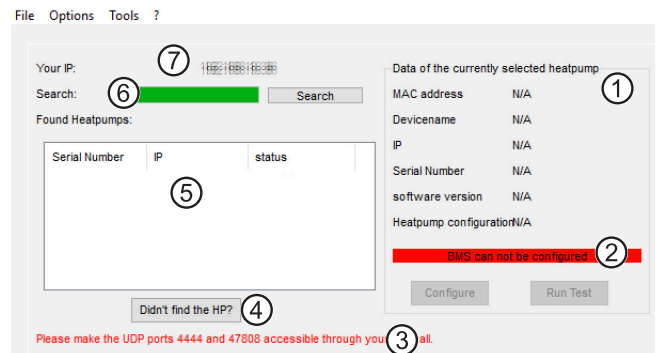 File Options Tools ?
Your IP: 7
Search: 6 Search
Found Heatpumps:
Serial Number IP status
5
Didn't find the HP? 4
Please make the UDP ports 4444 and 47808 accessible through 3 all.
Data of the currently selected heatpump
1
MAC address N/A
Devicename N/A
IP N/A
Serial Number N/A
software version N/A
Heatpump configuration N/A
BMS can not be configured 2
Configure Run Test